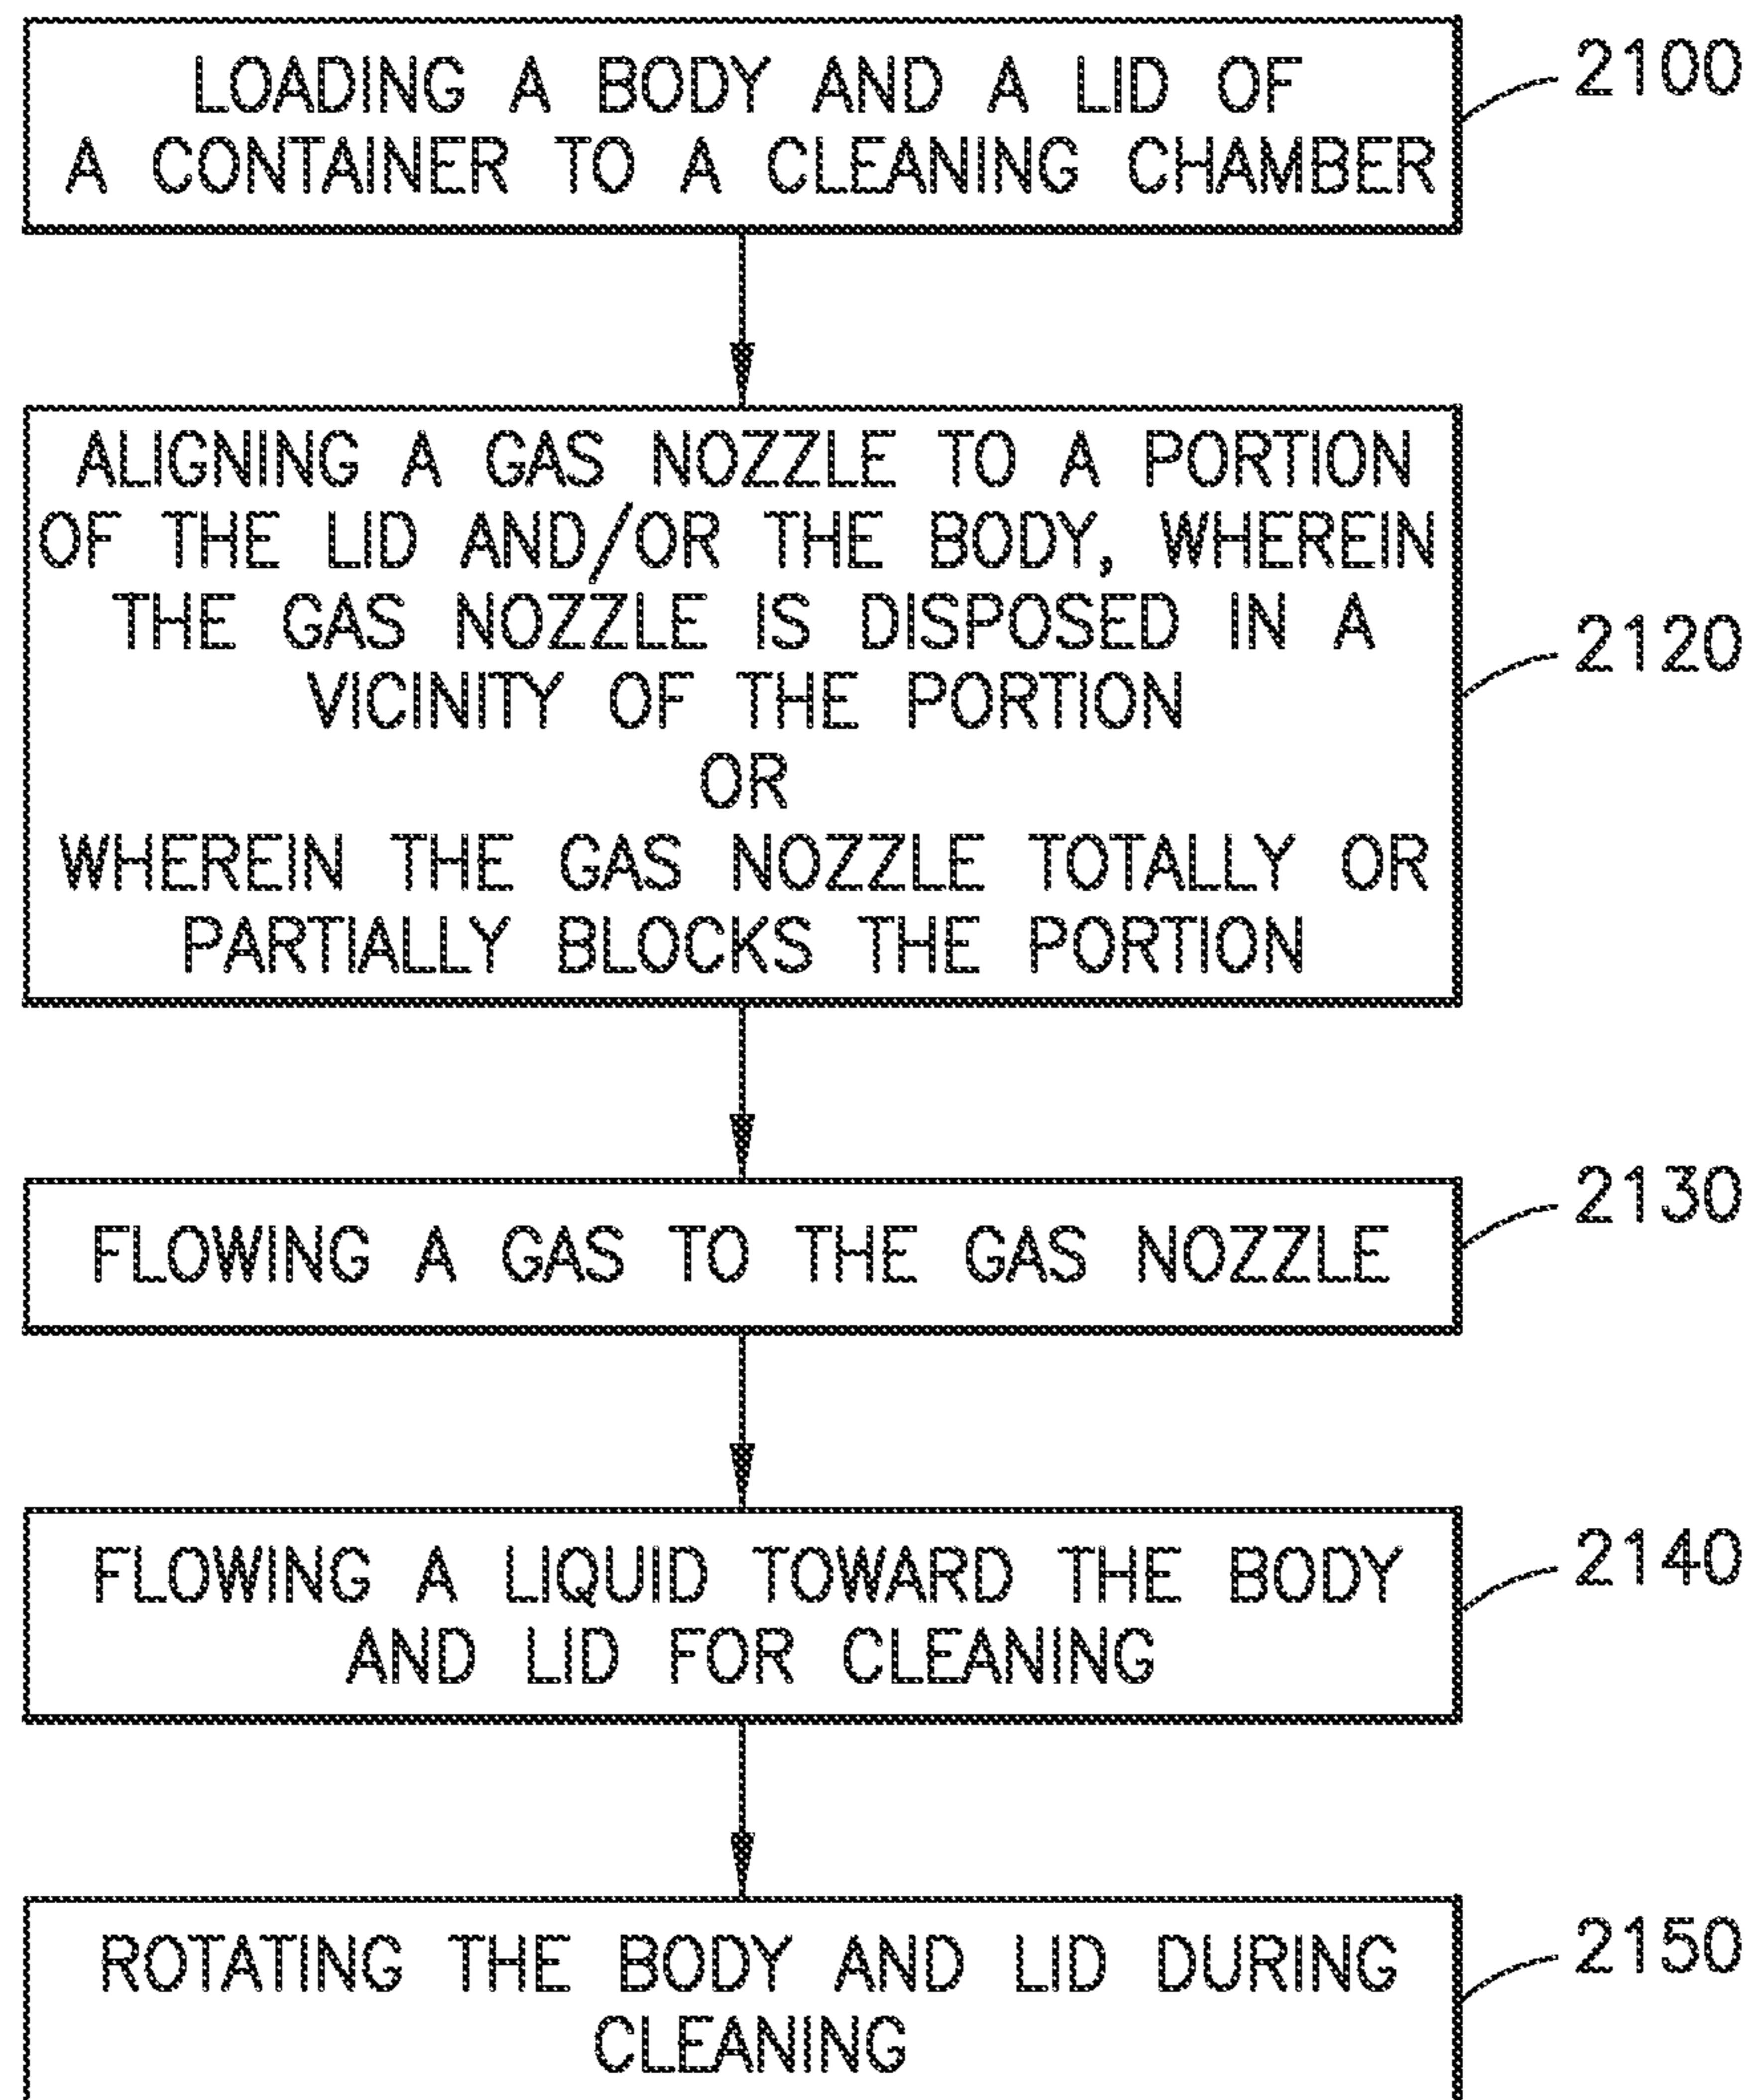 LOADING A BODY AND A LID OF
A CONTAINER TO A CLEANING CHAMBER
2100
ALIGNING A GAS NOZZLE TO A PORTION
OF THE LID AND/OR THE BODY, WHEREIN
THE GAS NOZZLE IS DISPOSED IN A
VICINITY OF THE PORTION
OR
WHEREIN THE GAS NOZZLE TOTALLY OR
PARTIALLY BLOCKS THE PORTION
2120
FLOWING A GAS TO THE GAS NOZZLE
2130
FLOWING A LIQUID TOWARD THE BODY
AND LID FOR CLEANING
2140
ROTATING THE BODY AND LID DURING
CLEANING
2150